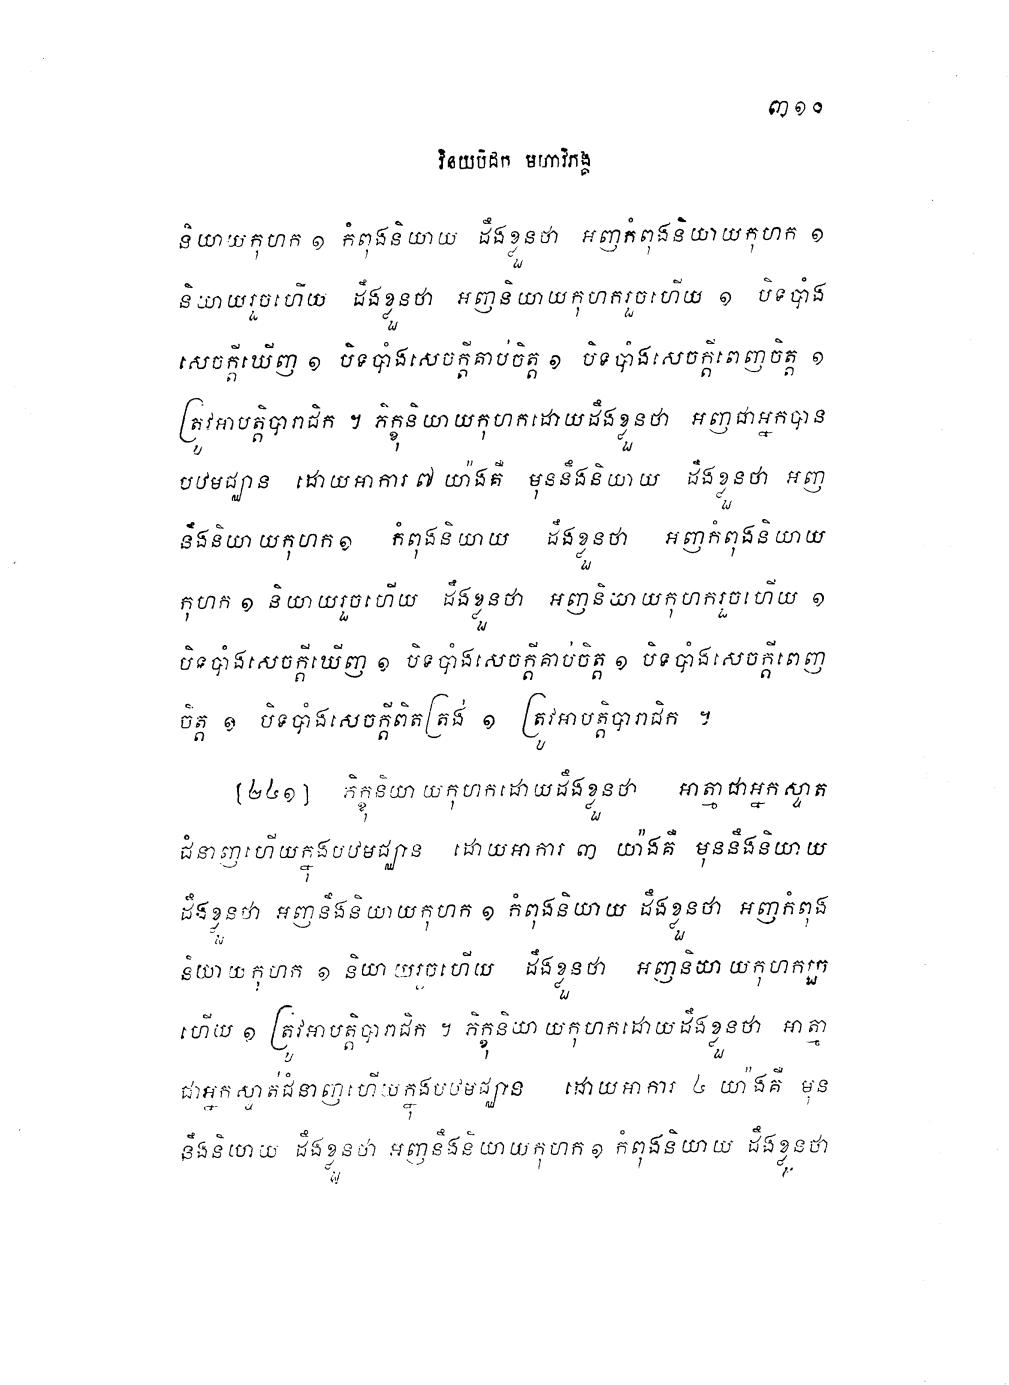 ៣១០
វិនយបិដក មហាវិភង្គ
និយាយកុហក ១ កំពុងនិយាយ ដឹងខ្លួនថា អញកំពុងនិយាយកុហក ១
និយាយរួចហើយ ដឹងខ្លួនថា អញនិយាយកុហករួចហើយ ១ បិទបាំង
សេចក្តីឃើញ ១ បិទបាំងសេចក្តីគាប់ចិត្ត ១ បិទបាំងសេចក្តីពេញចិត្ត ១
ត្រូវអាបត្តិបារាជិក ។ ភិក្ខុនិយាយកុហកដោយដឹងខ្លួនថា អញជាអ្នកបាន
បឋមជ្ឈាន ដោយអាការ ៧ យ៉ាងគឺ មុននឹងនិយាយ ដឹងខ្លួនថា អញ
នឹងនិយាយកុហក ១ កំពុងនិយាយ ដឹងខ្លួនថា អញកំពុងនិយាយ
កុហក ១ និយាយរួចហើយ ដឹងខ្លួនថា អញនិយាយកុហករួចហើយ ១
បិទបាំងសេចក្តីឃើញ ១ បិទបាំងសេចក្តីគាប់ចិត្ត ១ បិទបាំងសេចក្តីពេញ
ចិត្ត ១ បិទបាំងសេចក្តីពិតត្រង់ ១ ត្រូវអាបត្តិបារាជិក ។
[២៤១] ភិក្ខុនិយាយកុហកដោយដឹងខ្លួនថា អាត្មាជាអ្នកស្ទាត
ជំនាញហើយក្នុងបឋមជ្ឈាន ដោយអាការ ៣ យ៉ាងគឺ មុននឹងនិយាយ
ដឹងខ្លួនថា អញនឹងនិយាយកុហក ១ កំពុងនិយាយ ដឹងខ្លួនថា អញកំពុង
និយាយកុហក ១ និយាយរួចហើយ ដឹងខ្លួនថា អញនិយាយកុហករួច
ហើយ ១ ត្រូវអាបត្តិបារាជិក ។ ភិក្ខុនិយាយកុហកដោយដឹងខ្លួនថា អាត្មា
ជាអ្នកស្ទាត់ជំនាញហើយក្នុងបឋមជ្ឈាន ដោយអាការ ៤ យ៉ាងគឺ មុន
នឹងនិយាយ ដឹងខ្លួនថា អញនឹងនិយាយកុហក ១ កំពុងនិយាយ ដឹងខ្លួនថា